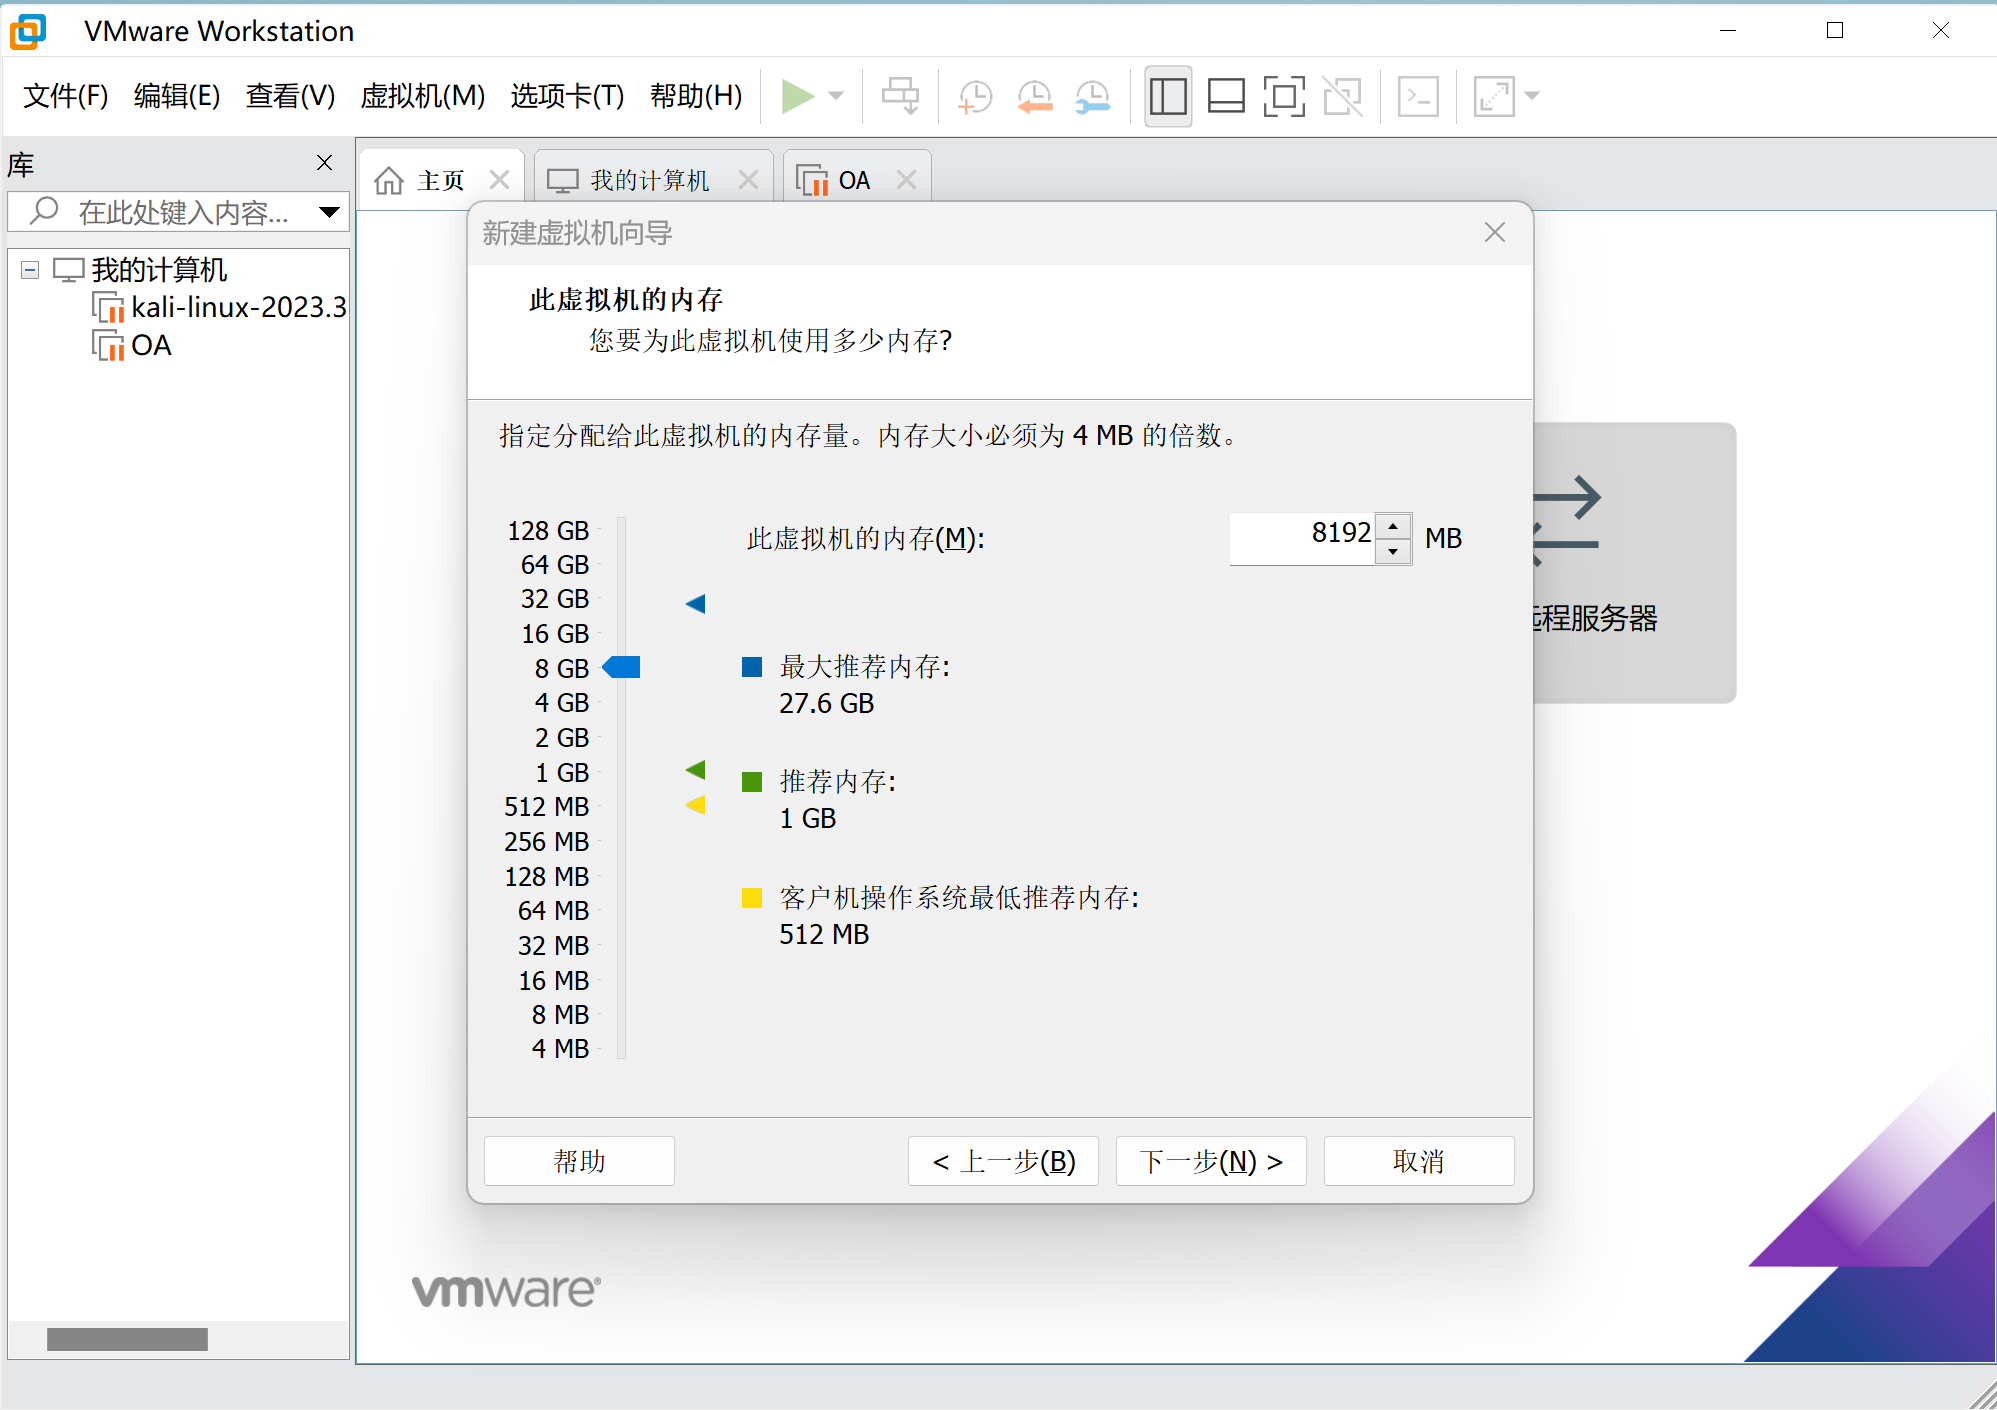 VMware Workstation
文件(F) 编辑(E) 查看(V) 虚拟机(M) 选项卡(T) 帮助(H)
库
在此处键入内容...
我的计算机
kali-linux-2023.3
OA
主页 我的计算机 OA
新建虚拟机向导
此虚拟机的内存
您要为此虚拟机使用多少内存?
指定分配给此虚拟机的内存量。内存大小必须为 4 MB 的倍数。
128 GB
64 GB
32 GB
16 GB
8 GB
4 GB
2 GB
1 GB
512 MB
256 MB
128 MB
64 MB
32 MB
16 MB
8 MB
4 MB
此虚拟机的内存(M): 8192 MB
最大推荐内存:
27.6 GB
推荐内存:
1 GB
客户机操作系统最低推荐内存:
512 MB
程服务器
帮助 < 上一步(B) 下一步(N) > 取消
vmware®